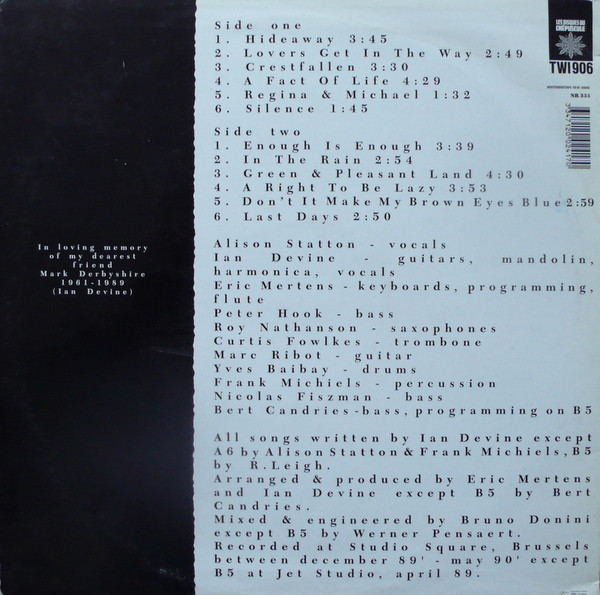 Side one
1. Hideaway 3:45
2. Lovers Get In The Way 2:49
3. Crestfallen 3:30
4. A Fact Of Life 4:29
5. Regina & Michael 1:32
6. Silence 1:45
Side two
1. Enough Is Enough 3:39
2. In The Rain 2:54
3. Green & Pleasant Land 4:30
4. A Right To Be Lazy 3:53
5. Don't It Make My Brown Eyes Blue 2:59
6. Last Days 2:50
Alison Statton - vocals
Ian Devine - guitars, mandolin,
harmonica, vocals
Eric Mertens - keyboards, programming,
flute
Peter Hook - bass
Roy Nathanson - saxophones
Curtis Fowlkes - trombone
Marc Ribot - guitar
Yves Baibay - drums
Frank Michiels - percussion
Nicolas Fiszman - bass
Bert Candries - bass, programming on B5
All songs written by Ian Devine except
A6 by Alison Statton & Frank Michiels, B5
by R.Leigh.
Arranged & produced by Eric Mertens
and Ian Devine except B5 by Bert
Candries.
Mixed & engineered by Bruno Donini
except B5 by Werner Pensaert.
Recorded at Studio Square, Brussels
between december 89' - may 90' except
B5 at Jet Studio, april 89.
In loving memory
of my dearest
friend
Mark Derbyshire
1961-1989
(Ian Devine)
LES DISQUES DU
CRÉPUSCULE
TWI 906
NR 335